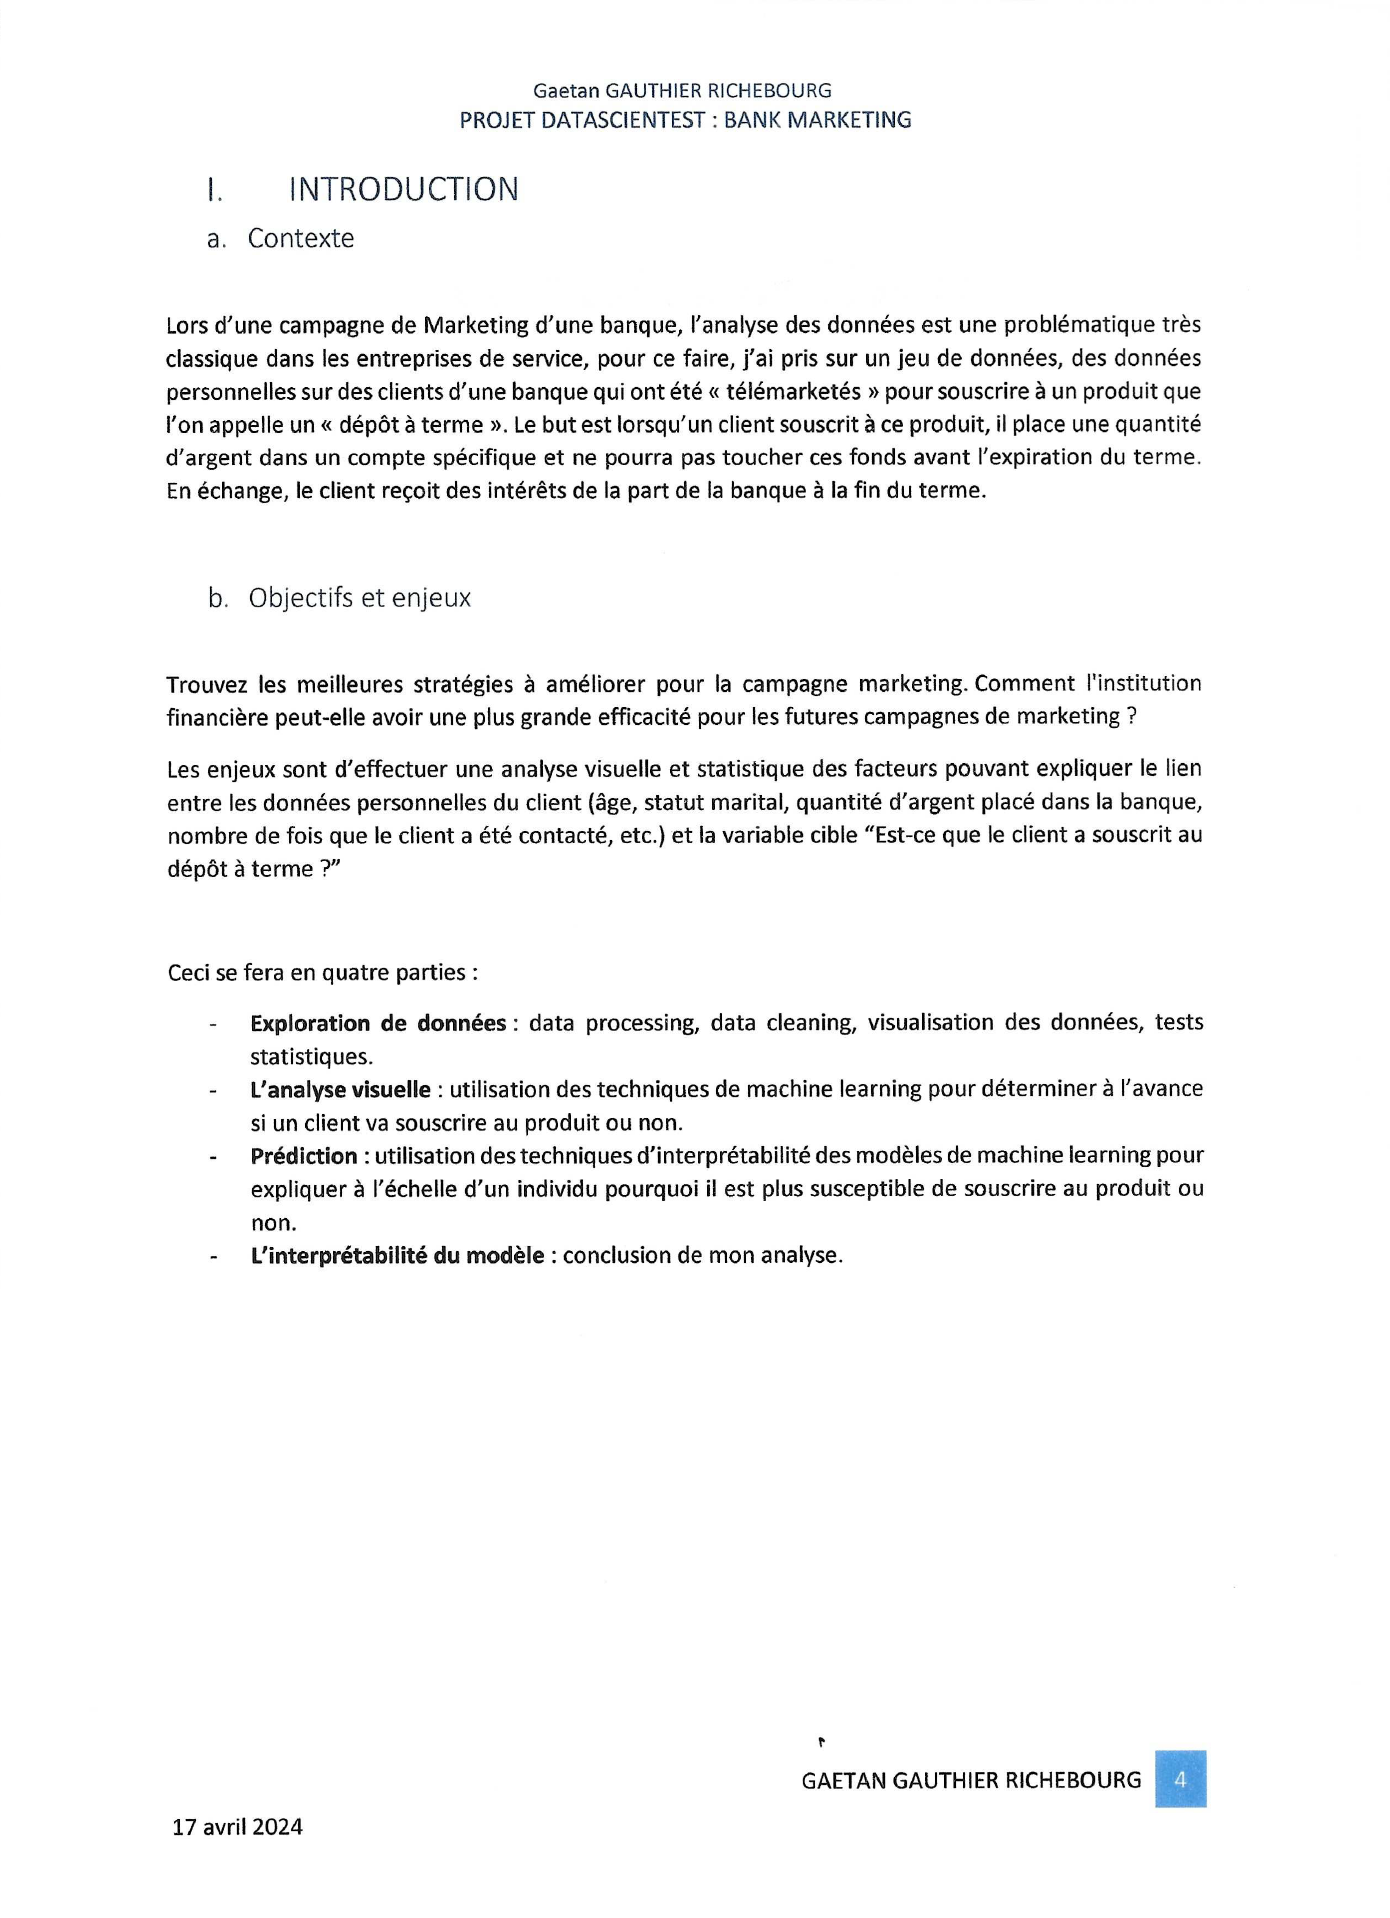 Gaetan GAUTHIER RICHEBOURG
PROJET DATASCIENTEST : BANK MARKETING
I. INTRODUCTION
a. Contexte
Lors d’une campagne de Marketing d’une banque, l’analyse des données est une problématique très
classique dans les entreprises de service, pour ce faire, j’ai pris sur un jeu de données, des données
personnelles sur des clients d’une banque qui ont été « télémarketés » pour souscrire à un produit que
l’on appelle un « dépôt à terme ». Le but est lorsqu’un client souscrit à ce produit, il place une quantité
d’argent dans un compte spécifique et ne pourra pas toucher ces fonds avant l’expiration du terme.
En échange, le client reçoit des intérêts de la part de la banque à la fin du terme.
b. Objectifs et enjeux
Trouvez les meilleures stratégies à améliorer pour la campagne marketing. Comment l'institution
financière peut-elle avoir une plus grande efficacité pour les futures campagnes de marketing ?
Les enjeux sont d’effectuer une analyse visuelle et statistique des facteurs pouvant expliquer le lien
entre les données personnelles du client (âge, statut marital, quantité d’argent placé dans la banque,
nombre de fois que le client a été contacté, etc.) et la variable cible “Est-ce que le client a souscrit au
dépôt à terme ?”
Ceci se fera en quatre parties :
- Exploration de données : data processing, data cleaning, visualisation des données, tests
statistiques.
- L’analyse visuelle : utilisation des techniques de machine learning pour déterminer à l’avance
si un client va souscrire au produit ou non.
- Prédiction : utilisation des techniques d’interprétabilité des modèles de machine learning pour
expliquer à l’échelle d’un individu pourquoi il est plus susceptible de souscrire au produit ou
non.
- L’interprétabilité du modèle : conclusion de mon analyse.
GAETAN GAUTHIER RICHEBOURG 4
17 avril 2024